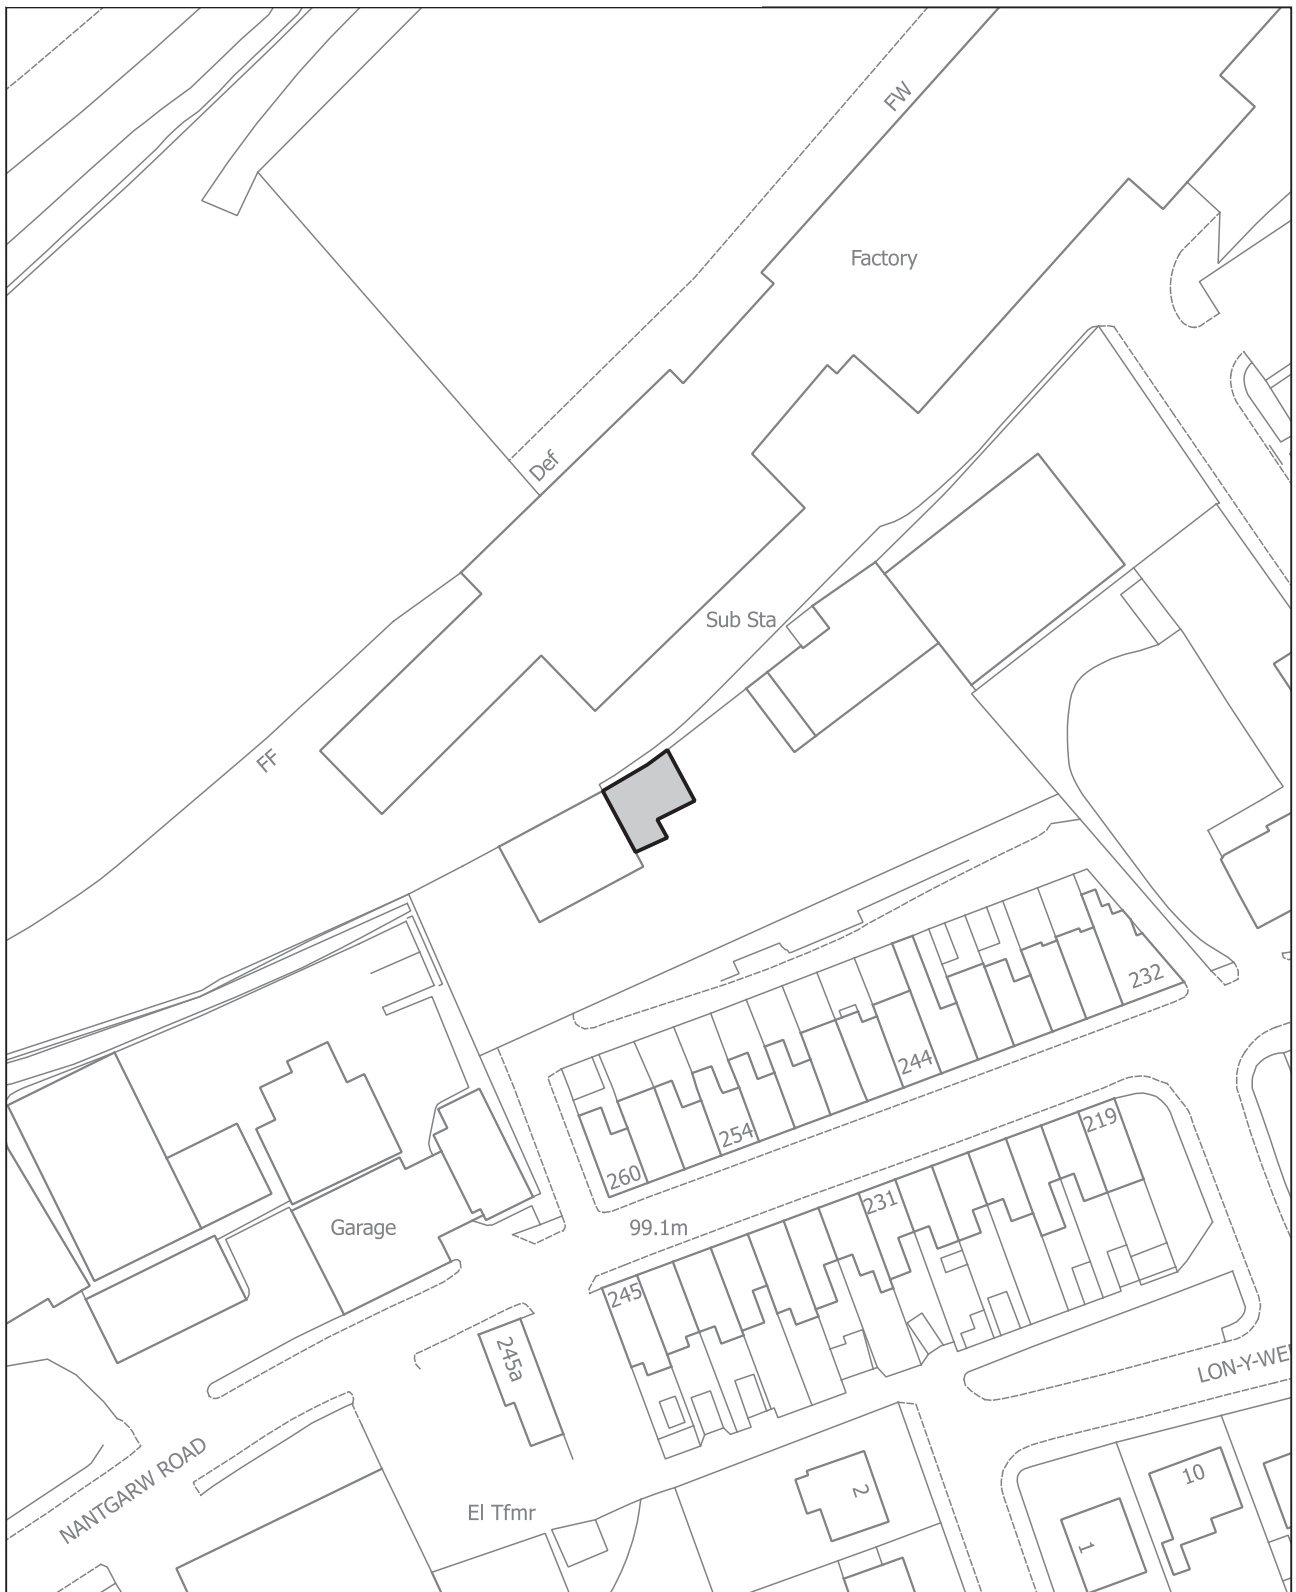 FW
Factory
Def
Sub Sta
FF
232
244
254
260
219
231
99.1m
Garage
245
245a
NANTGARW ROAD
El Tfmr
2
10
1